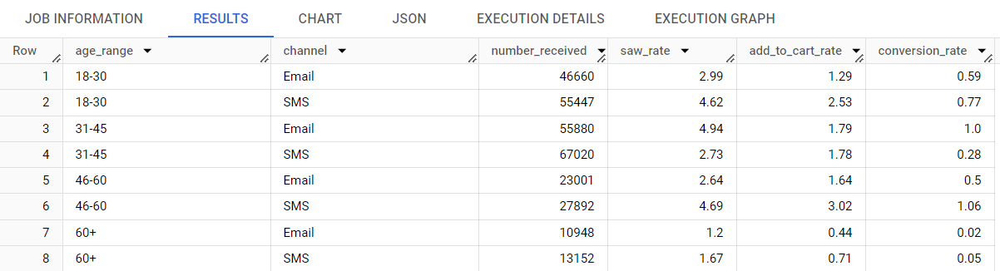 JOB INFORMATION RESULTS CHART JSON EXECUTION DETAILS EXECUTION GRAPH
Row age_range channel number_received saw_rate add_to_cart_rate conversion_rate
1 18-30 Email 46660 2.99 1.29 0.59
2 18-30 SMS 55447 4.62 2.53 0.77
3 31-45 Email 55880 4.94 1.79 1.0
4 31-45 SMS 67020 2.73 1.78 0.28
5 46-60 Email 23001 2.64 1.64 0.5
6 46-60 SMS 27892 4.69 3.02 1.06
7 60+ Email 10948 1.2 0.44 0.02
8 60+ SMS 13152 1.67 0.71 0.05